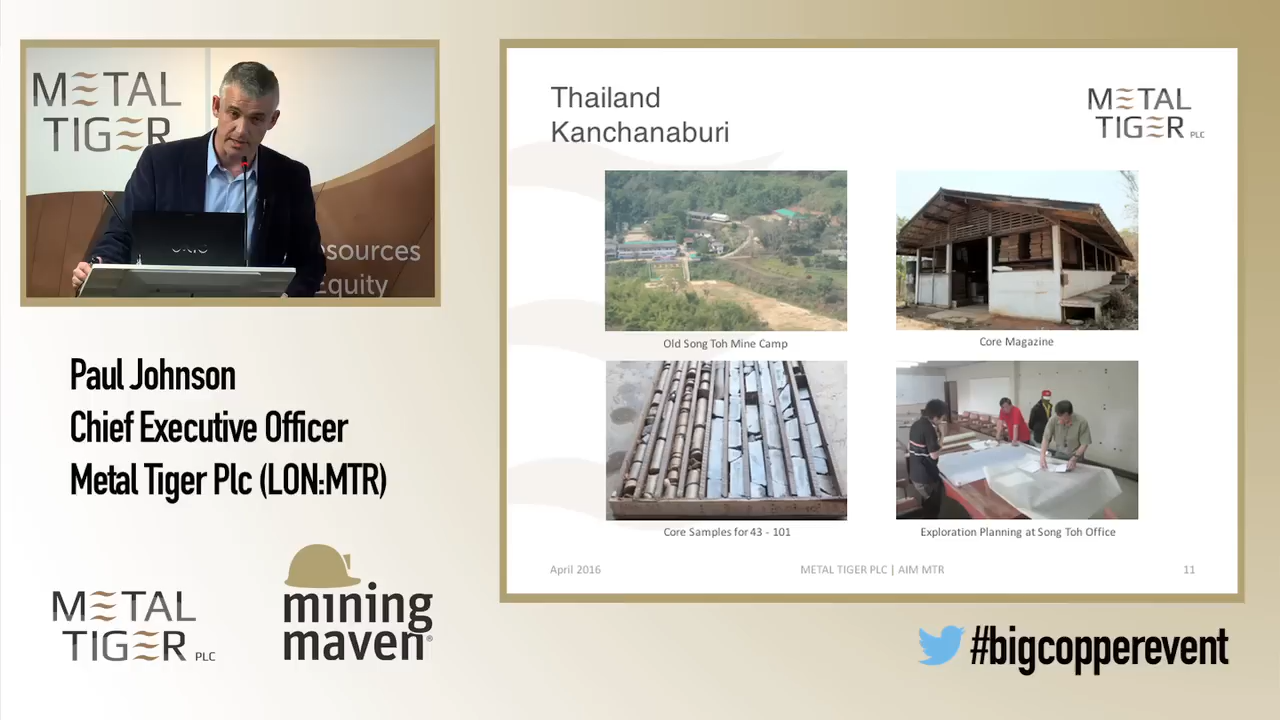 METAL
TIGER
esources
Equity
Paul Johnson
Chief Executive Officer
Metal Tiger Plc (LON:MTR)
METAL
TIGER PLC
mining
maven®
Thailand
Kanchanaburi
METAL
TIGER PLC
Old Song Toh Mine Camp
Core Magazine
Core Samples for 43 - 101
Exploration Planning at Song Toh Office
April 2016
METAL TIGER PLC | AIM MTR
11
#bigcopperevent